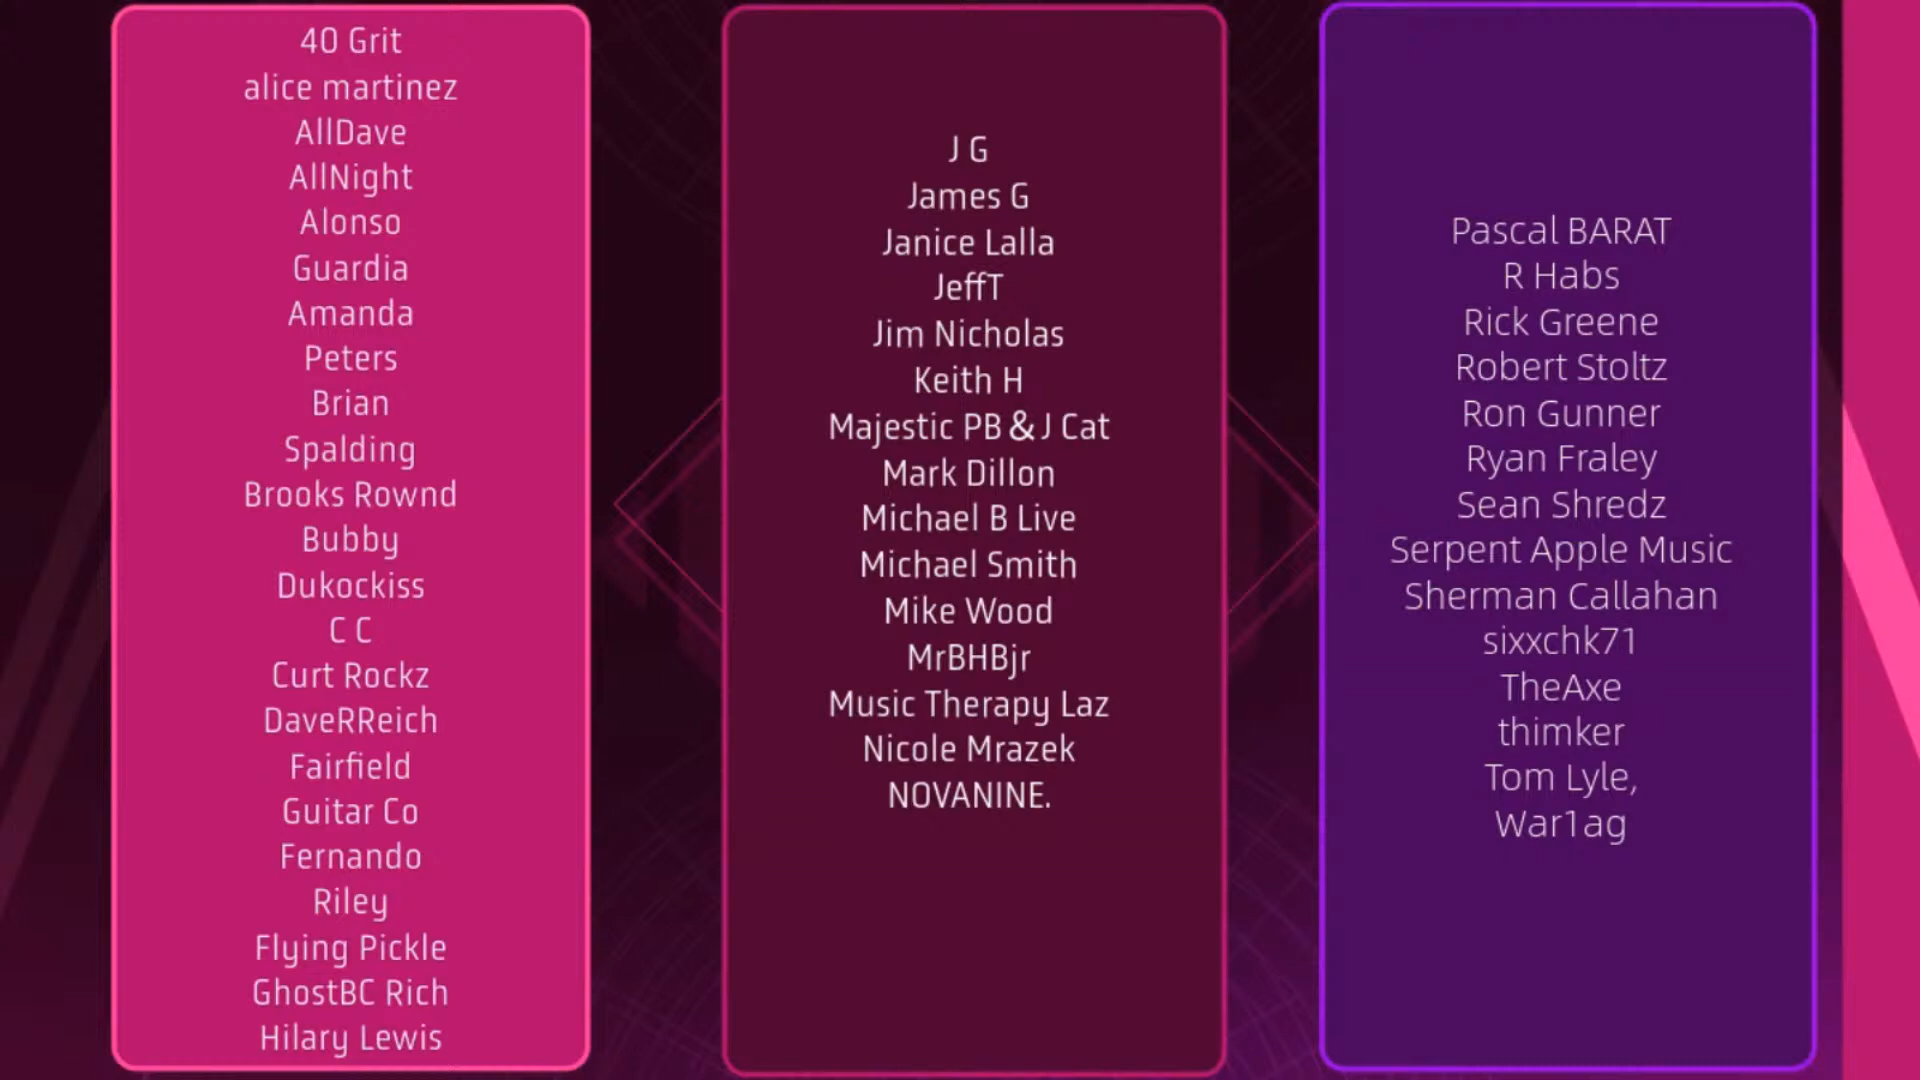 40 Grit
alice martinez
AllDave
AllNight
Alonso
Guardia
Amanda
Peters
Brian
Spalding
Brooks Rownd
Bubby
Dukockiss
C C
Curt Rockz
DaveRReich
Fairfield
Guitar Co
Fernando
Riley
Flying Pickle
GhostBC Rich
Hilary Lewis
J G
James G
Janice Lalla
JeffT
Jim Nicholas
Keith H
Majestic PB & J Cat
Mark Dillon
Michael B Live
Michael Smith
Mike Wood
MrBHBjr
Music Therapy Laz
Nicole Mrazek
NOVANINE.
Pascal BARAT
R Habs
Rick Greene
Robert Stoltz
Ron Gunner
Ryan Fraley
Sean Shredz
Serpent Apple Music
Sherman Callahan
sixxchk71
TheAxe
thimker
Tom Lyle,
War1ag